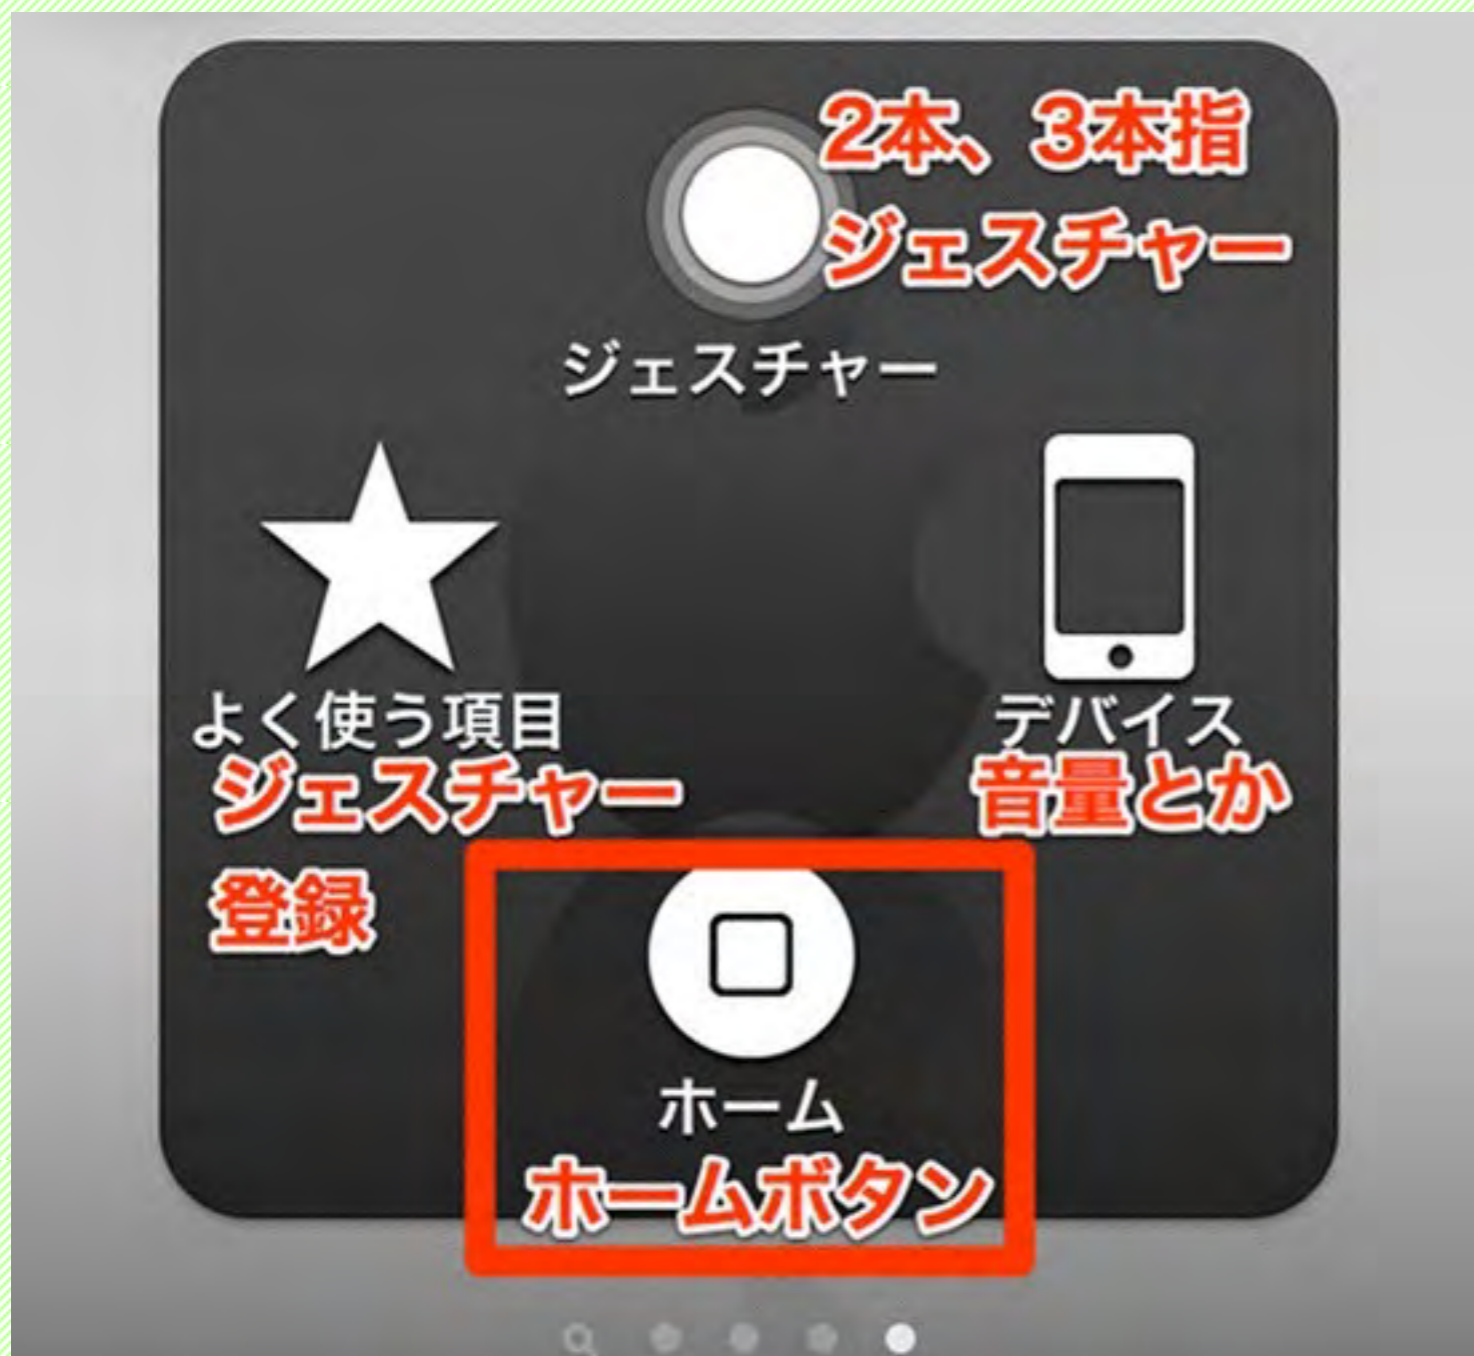 2本、3本指
ジェスチャー
ジェスチャー
よく使う項目
ジェスチャー
登録
デバイス
音量とか
ホーム
ホームボタン